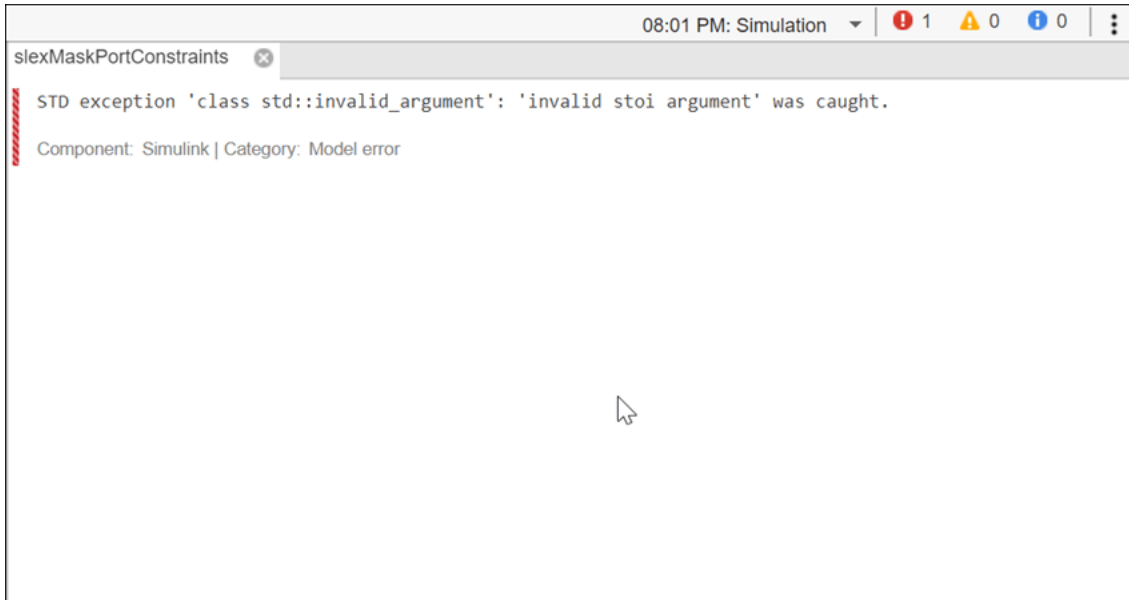 08:01 PM: Simulation 1 0 0
slexMaskPortConstraints
STD exception 'class std::invalid_argument': 'invalid stoi argument' was caught.
Component: Simulink | Category: Model error